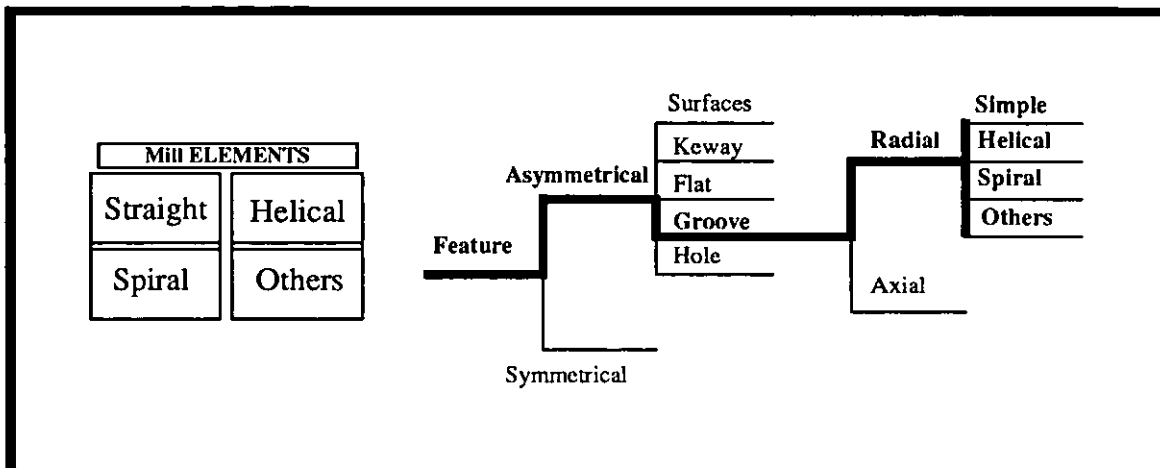 Mill ELEMENTS
Straight
Helical
Spiral
Others
Feature
Asymmetrical
Symmetrical
Surfaces
Keway
Flat
Groove
Hole
Radial
Axial
Simple
Helical
Spiral
Others